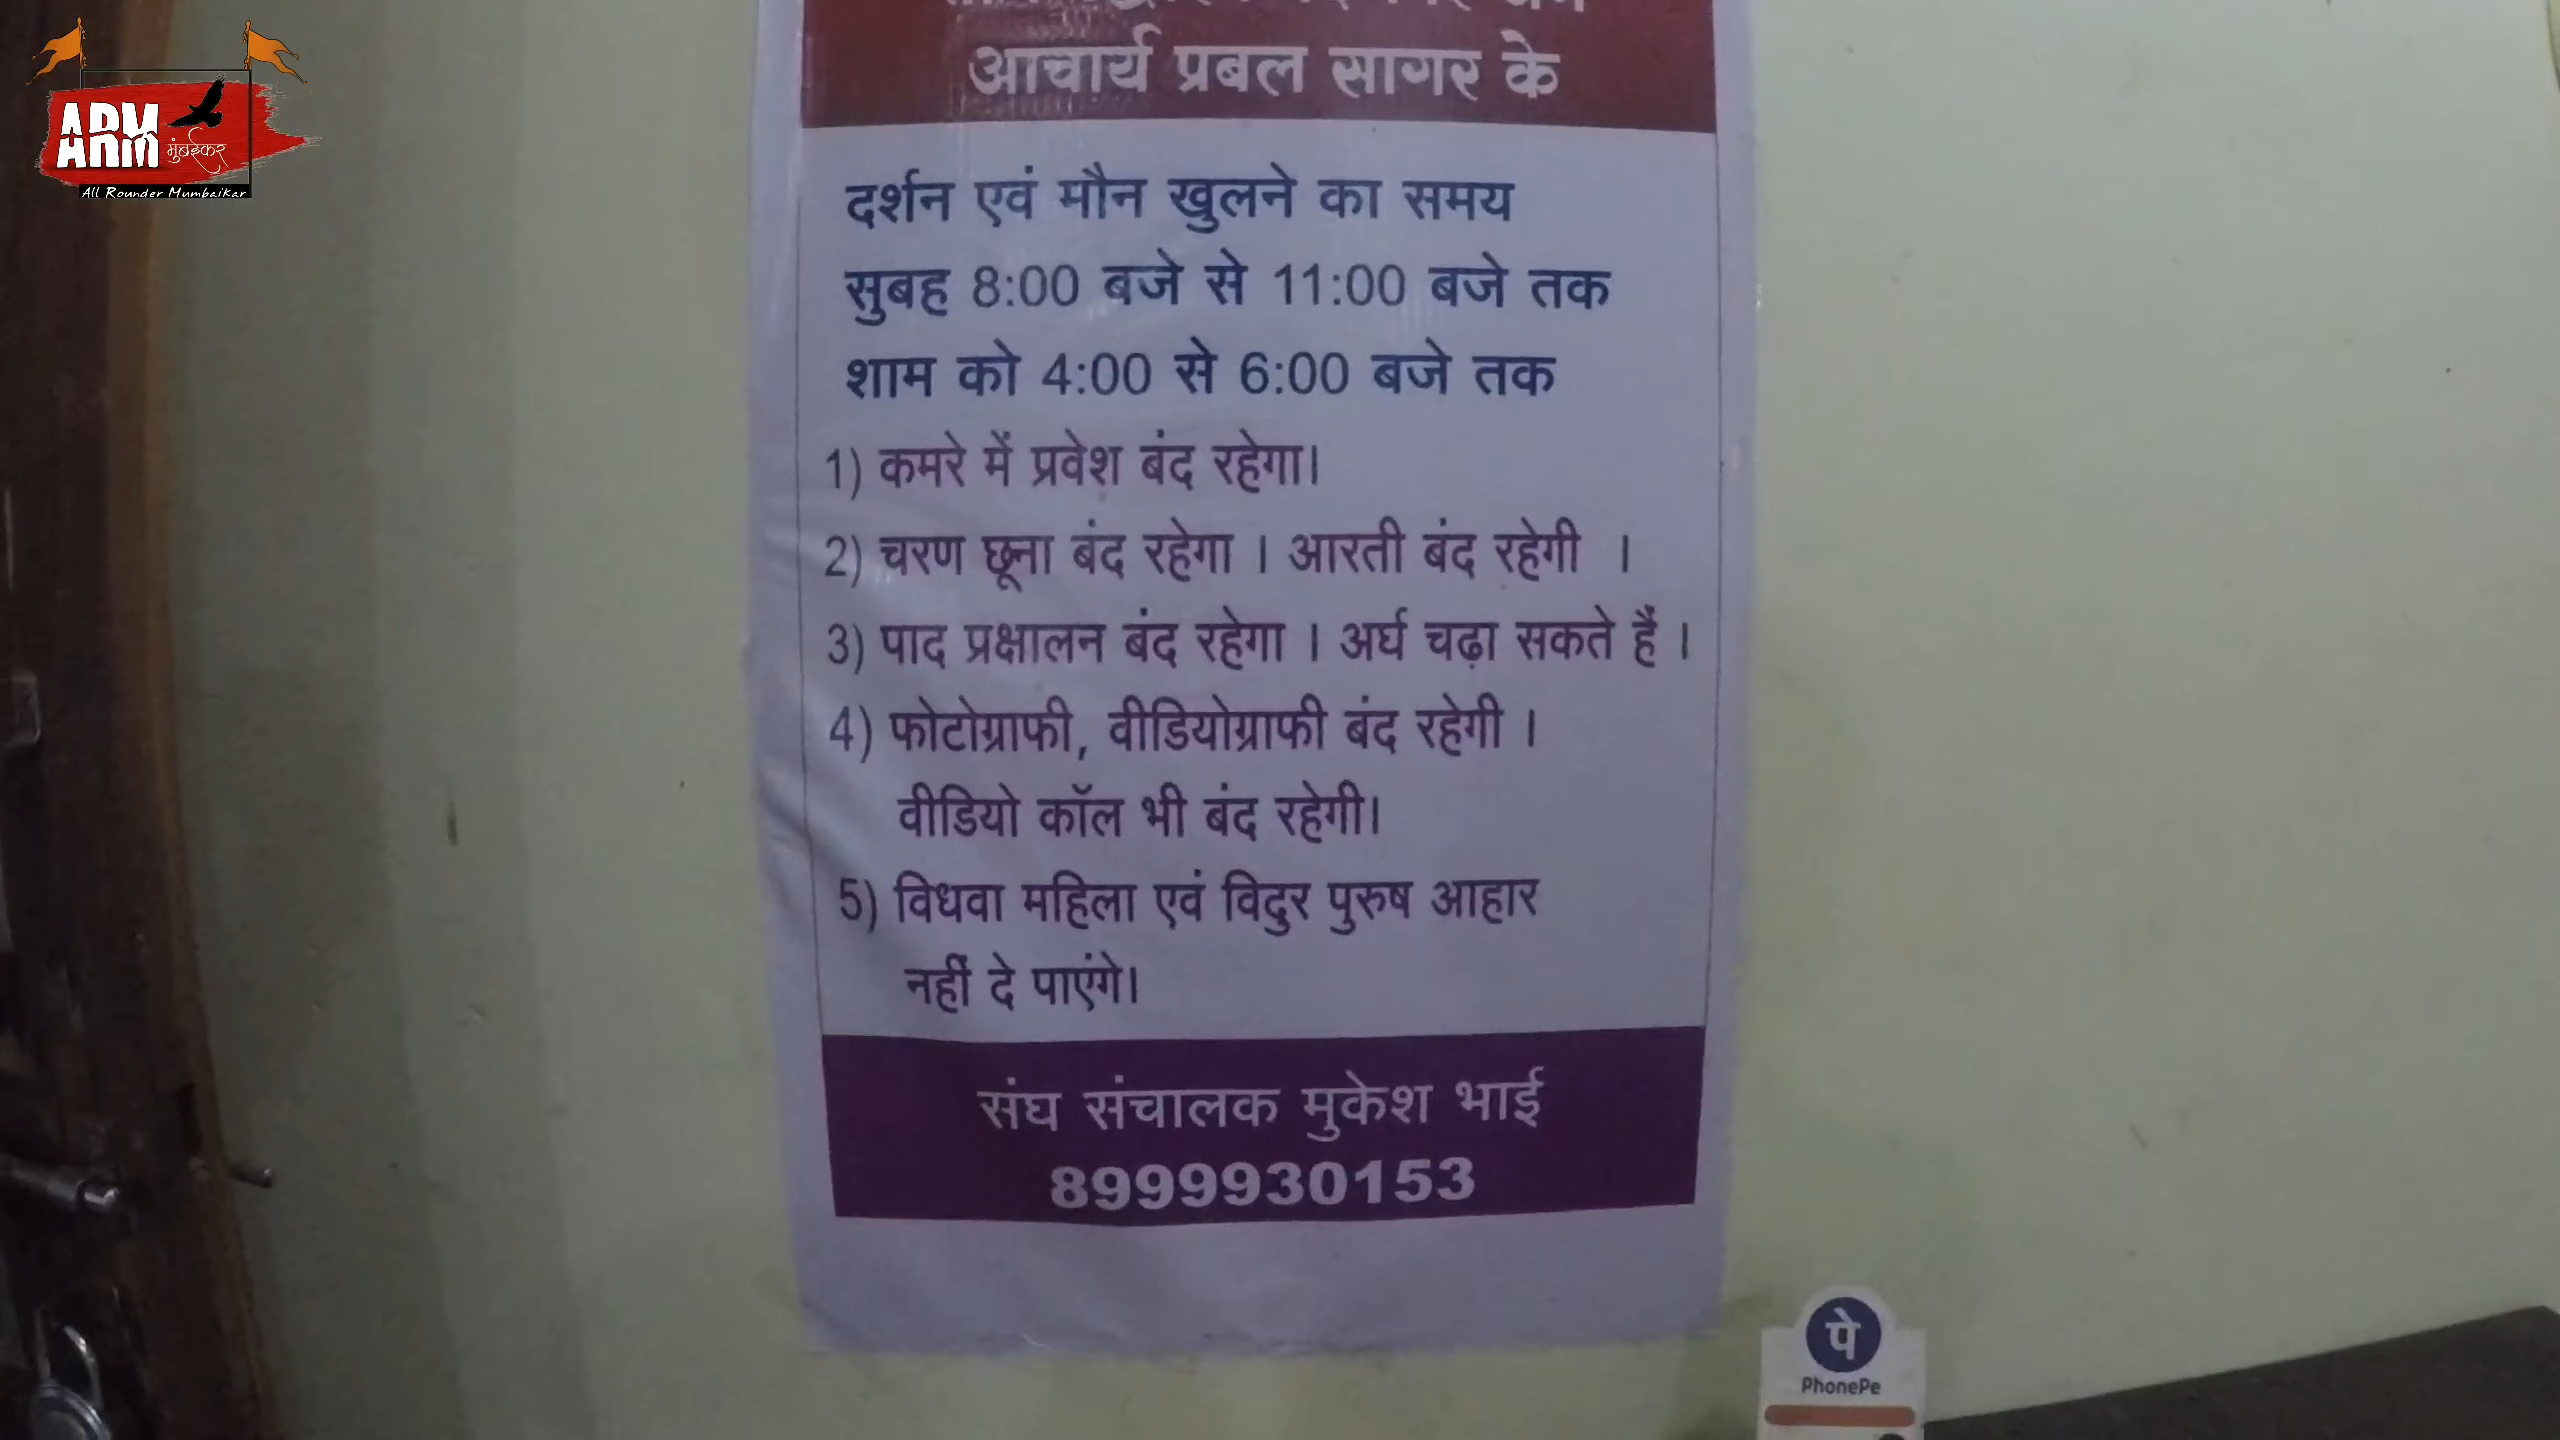 ARM
मुंबईकर
All Rounder Mumbaikar
आचार्य प्रबल सागर के
दर्शन एवं मौन खुलने का समय
सुबह 8:00 बजे से 11:00 बजे तक
शाम को 4:00 से 6:00 बजे तक
1) कमरे में प्रवेश बंद रहेगा।
2) चरण छूना बंद रहेगा । आरती बंद रहेगी ।
3) पाद प्रक्षालन बंद रहेगा । अर्घ चढ़ा सकते हैं ।
4) फोटोग्राफी, वीडियोग्राफी बंद रहेगी ।
वीडियो कॉल भी बंद रहेगी।
5) विधवा महिला एवं विदुर पुरुष आहार
नहीं दे पाएंगे।
संघ संचालक मुकेश भाई
8999930153
पे
PhonePe